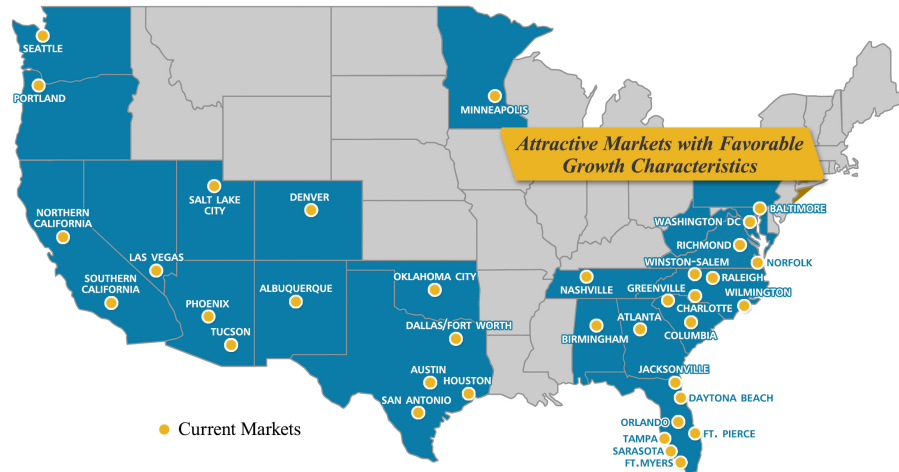 SEATTLE
PORTLAND
MINNEAPOLIS
Attractive Markets with Favorable
Growth Characteristics
SALT LAKE
CITY
DENVER
NORTHERN
CALIFORNIA
BALTIMORE
WASHINGTON DC
RICHMOND
LAS VEGAS
NORFOLK
WINSTON-SALEM
SOUTHERN
CALIFORNIA
OKLAHOMA CITY
RALEIGH
NASHVILLE
ALBUQUERQUE
GREENVILLE
WILMINGTON
PHOENIX
CHARLOTTE
TUCSON
DALLAS/FORT WORTH
ATLANTA
BIRMINGHAM
COLUMBIA
AUSTIN
HOUSTON
JACKSONVILLE
SAN ANTONIO
DAYTONA BEACH
Current Markets
ORLANDO
FT. PIERCE
TAMPA
SARASOTA
FT.MYERS